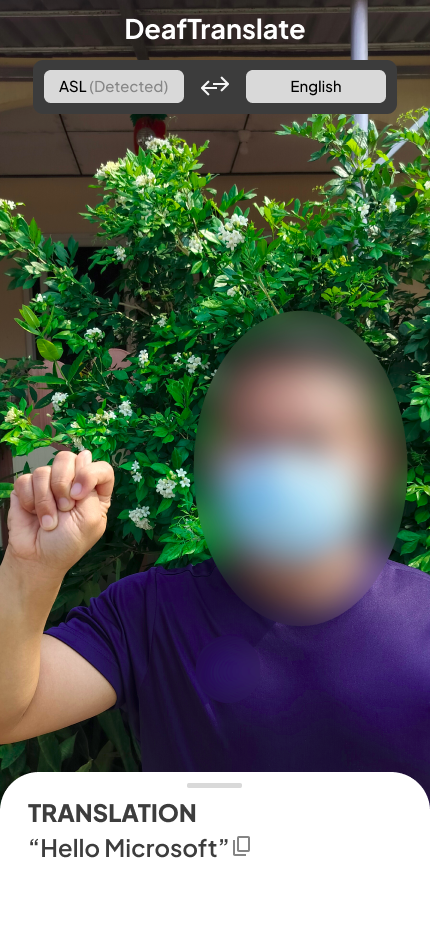 DeafTranslate
ASL (Detected)
English
TRANSLATION
“Hello Microsoft”